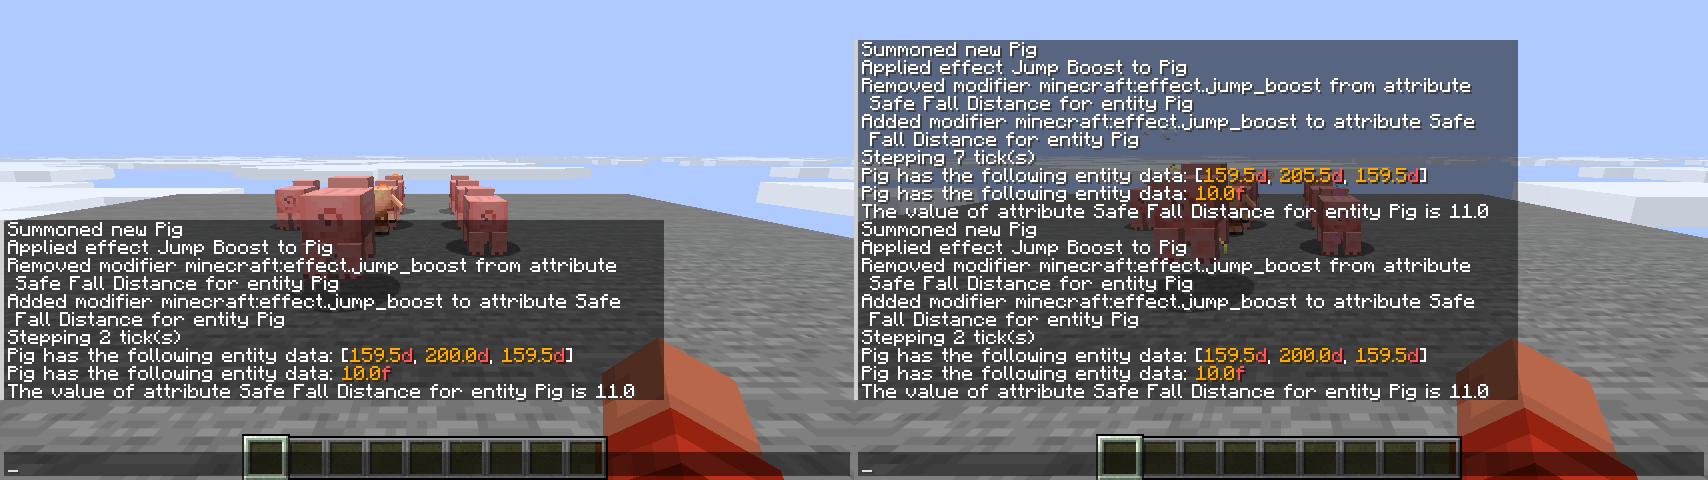 Summoned new Pig
Applied effect Jump Boost to Pig
Removed modifier minecraft:effect.jump_boost from attribute
Safe Fall Distance for entity Pig
Added modifier minecraft:effect.jump_boost to attribute Safe
Fall Distance for entity Pig
Stepping 2 tick(s)
Pig has the following entity data: [159.5d, 200.0d, 159.5d]
Pig has the following entity data: 10.0f
The value of attribute Safe Fall Distance for entity Pig is 11.0
_
Summoned new Pig
Applied effect Jump Boost to Pig
Removed modifier minecraft:effect.jump_boost from attribute
Safe Fall Distance for entity Pig
Added modifier minecraft:effect.jump_boost to attribute Safe
Fall Distance for entity Pig
Stepping 7 tick(s)
Pig has the following entity data: [159.5d, 205.5d, 159.5d]
Pig has the following entity data: 10.0f
The value of attribute Safe Fall Distance for entity Pig is 11.0
Summoned new Pig
Applied effect Jump Boost to Pig
Removed modifier minecraft:effect.jump_boost from attribute
Safe Fall Distance for entity Pig
Added modifier minecraft:effect.jump_boost to attribute Safe
Fall Distance for entity Pig
Stepping 2 tick(s)
Pig has the following entity data: [159.5d, 200.0d, 159.5d]
Pig has the following entity data: 10.0f
The value of attribute Safe Fall Distance for entity Pig is 11.0
_